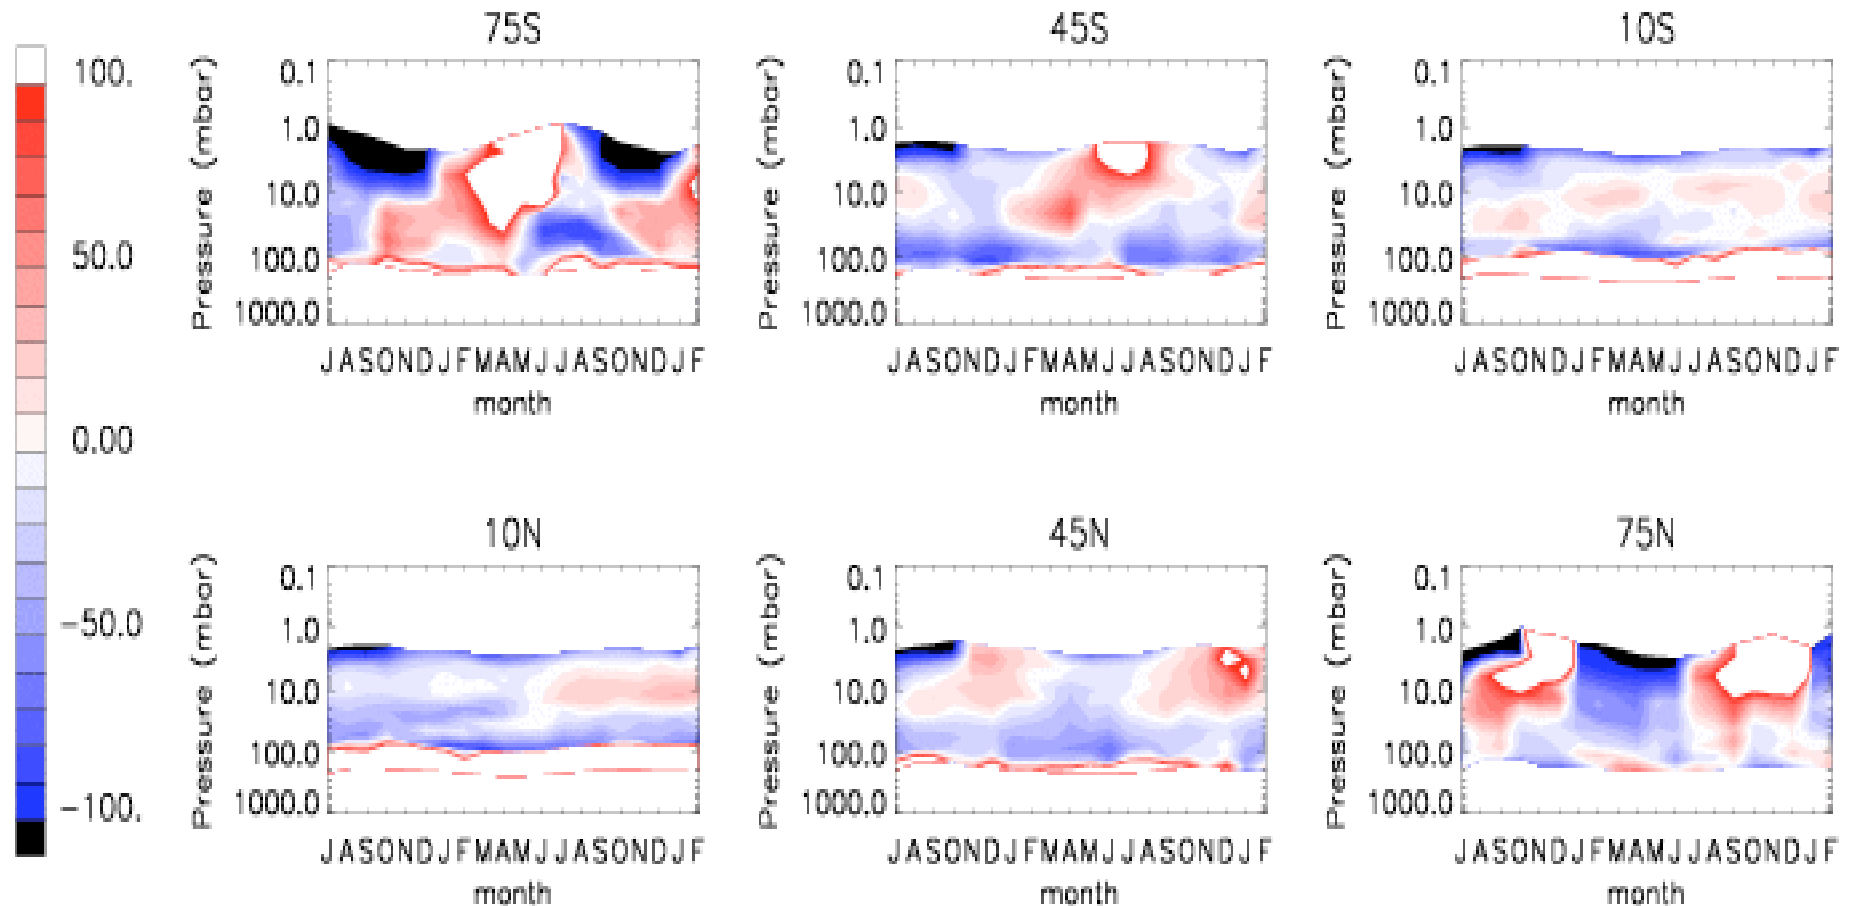 100.
50.0
0.00
-50.0
-100.
75S
Pressure (mbar)
0.1
1.0
10.0
100.0
1000.0
JASONDJFMAMJJASONDJF
month
45S
Pressure (mbar)
0.1
1.0
10.0
100.0
1000.0
JASONDJFMAMJJASONDJF
month
10S
Pressure (mbar)
0.1
1.0
10.0
100.0
1000.0
JASONDJFMAMJJASONDJF
month
10N
Pressure (mbar)
0.1
1.0
10.0
100.0
1000.0
JASONDJFMAMJJASONDJF
month
45N
Pressure (mbar)
0.1
1.0
10.0
100.0
1000.0
JASONDJFMAMJJASONDJF
month
75N
Pressure (mbar)
0.1
1.0
10.0
100.0
1000.0
JASONDJFMAMJJASONDJF
month